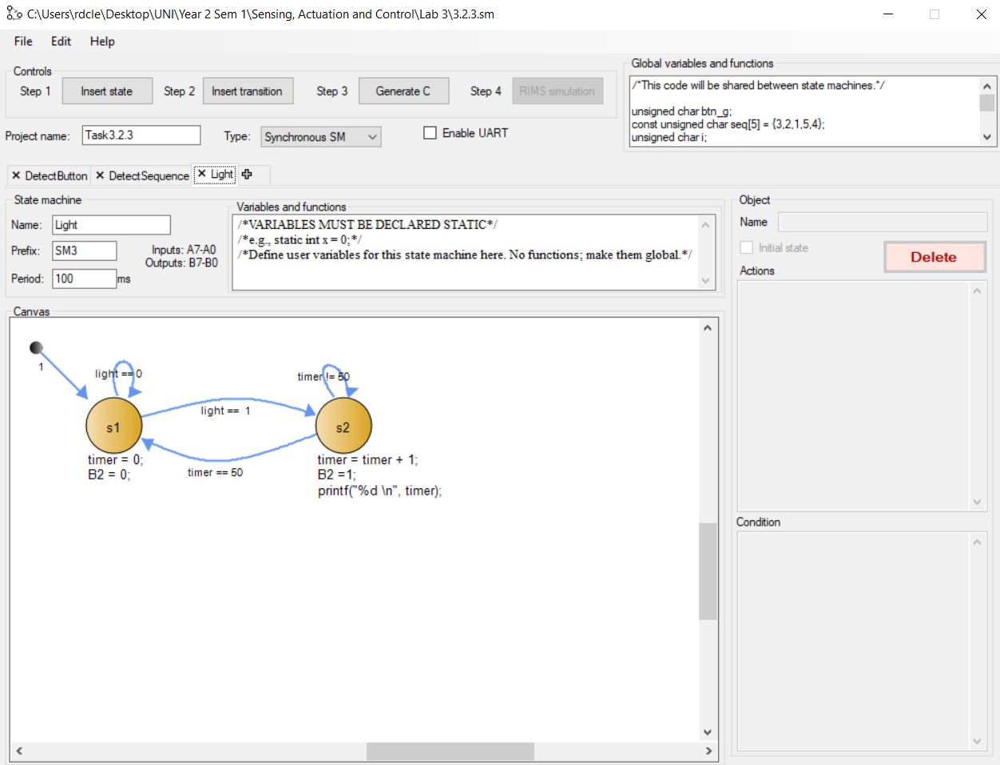 C:\Users\rdcle\Desktop\UNI\Year 2 Sem 1\Sensing, Actuation and Control\Lab 3\3.2.3.sm
File Edit Help
Controls
Step 1 Insert state Step 2 Insert transition Step 3 Generate C Step 4 RIMS simulation
Project name: Task3.2.3 Type: Synchronous SM Enable UART
Global variables and functions
/*This code will be shared between state machines.*/
unsigned char btn_g;
const unsigned char seq[5] = {3,2,1,5,4};
unsigned char i;
DetectButton DetectSequence Light
State machine
Name: Light
Prefix: SM3
Inputs: A7-A0
Outputs: B7-B0
Period: 100 ms
Variables and functions
/*VARIABLES MUST BE DECLARED STATIC*/
/*e.g., static int x = 0;*/
/*Define user variables for this state machine here. No functions; make them global.*/
Object
Name
Initial state
Delete
Actions
Condition
Canvas
1
light == 0
timer != 50
light == 1
s1
s2
timer == 50
timer = 0;
B2 = 0;
timer = timer + 1;
B2 =1;
printf("%d \n", timer);